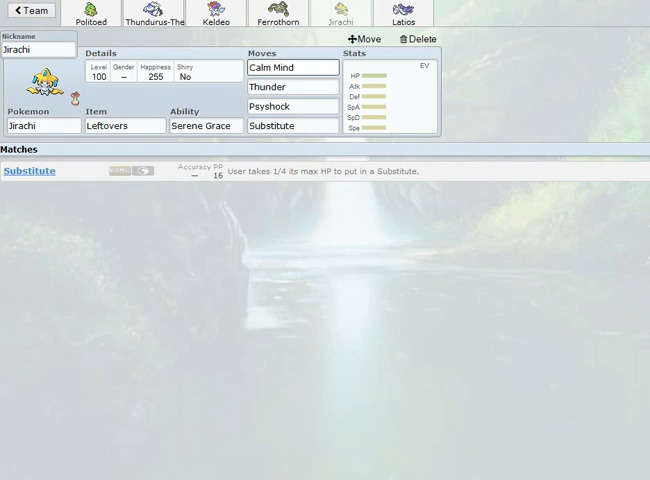 Team
Politoed
Thundurus-The
Keldeo
Ferrothorn
Jirachi
Latios
Move
Delete
Nickname
Jirachi
Details
Level Gender Happiness Shiny
100 – 255 No
Moves
Calm Mind
Thunder
Psyshock
Substitute
Stats
EV
HP
Atk
Def
SpA
SpD
Spe
Pokemon
Jirachi
Item
Leftovers
Ability
Serene Grace
Matches
Substitute
Accuracy PP
— 16
User takes 1/4 its max HP to put in a Substitute.